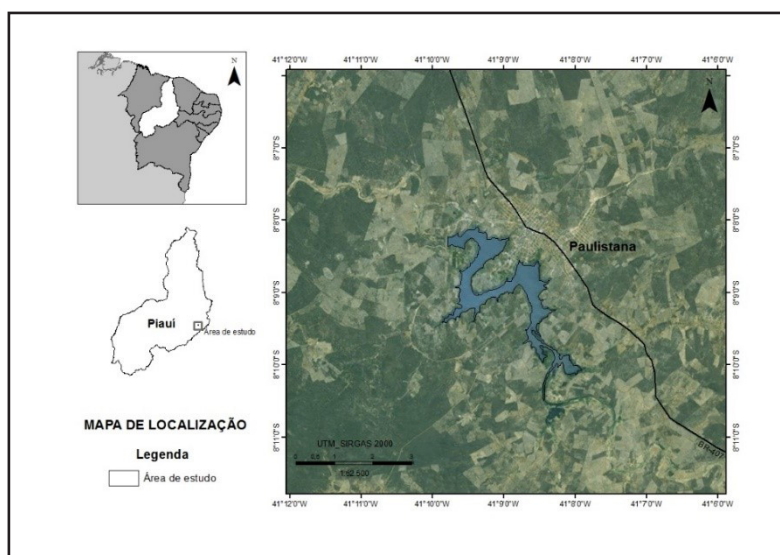 N
Piauí
Área de estudo
MAPA DE LOCALIZAÇÃO
Legenda
Área de estudo
41°12'0"W 41°11'0"W 41°10'0"W 41°9'0"W 41°8'0"W 41°7'0"W 41°6'0"W
N
8°7'0"S
8°7'0"S
8°8'0"S
8°8'0"S
Paulistana
8°9'0"S
8°9'0"S
8°10'0"S
8°10'0"S
8°11'0"S
8°11'0"S
UTM_SIRGAS 2000
BR-407
41°12'0"W 41°11'0"W 41°10'0"W 41°9'0"W 41°8'0"W 41°7'0"W 41°6'0"W